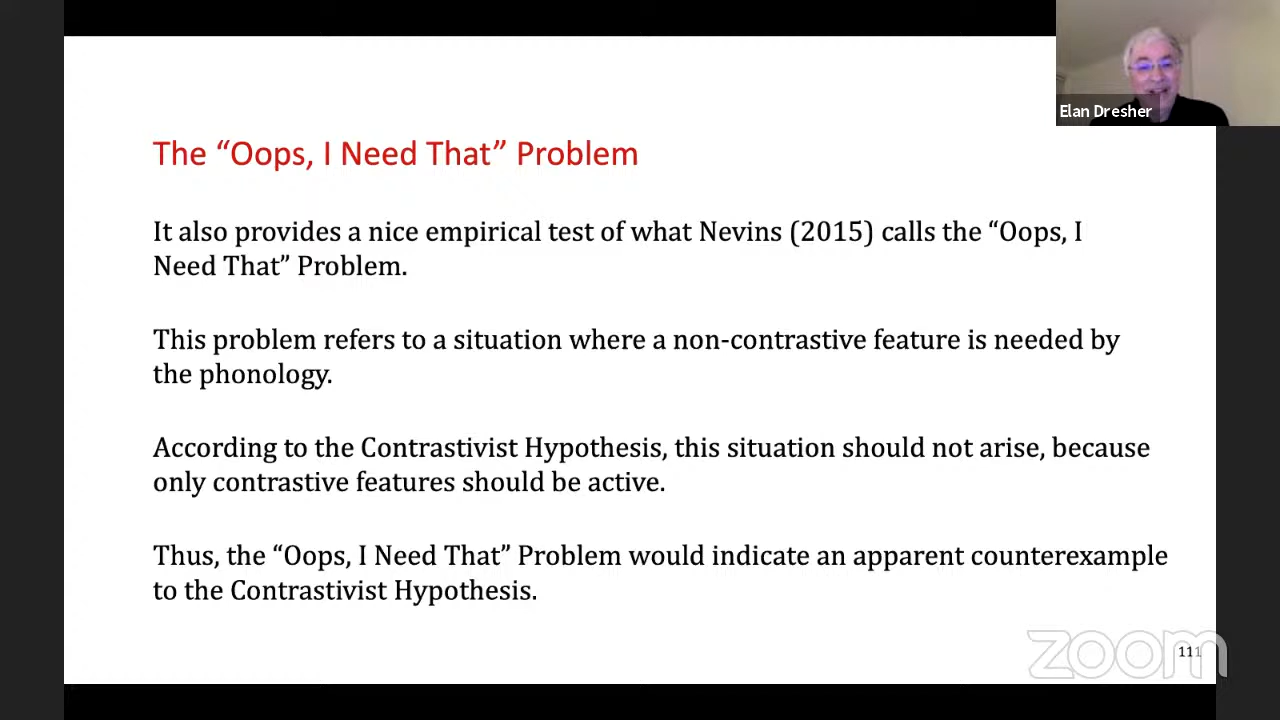 Elan Dresher
The “Oops, I Need That” Problem
It also provides a nice empirical test of what Nevins (2015) calls the “Oops, I
Need That” Problem.
This problem refers to a situation where a non-contrastive feature is needed by
the phonology.
According to the Contrastivist Hypothesis, this situation should not arise, because
only contrastive features should be active.
Thus, the “Oops, I Need That” Problem would indicate an apparent counterexample
to the Contrastivist Hypothesis.
zoom
111